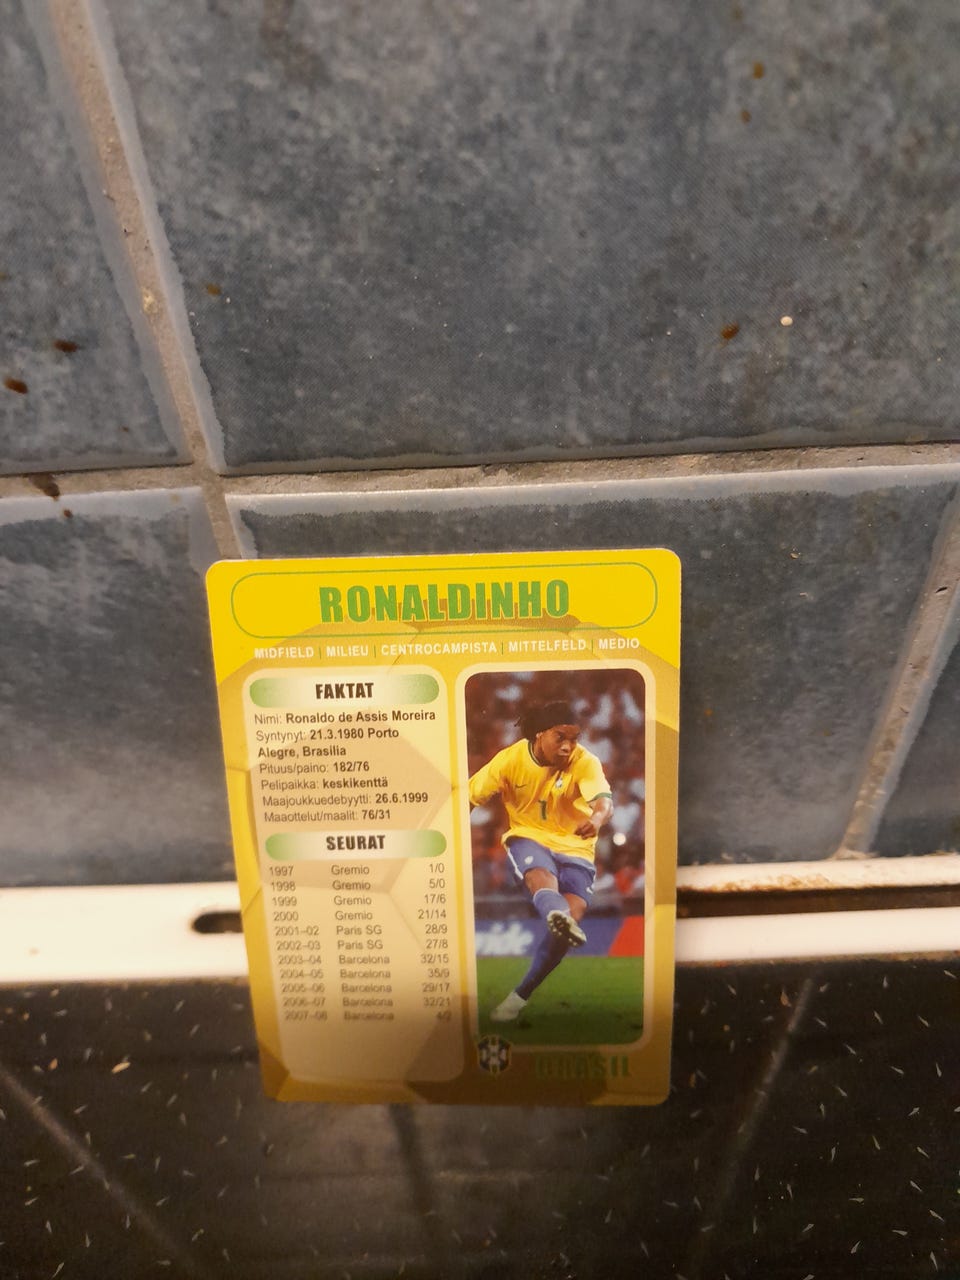 RONALDINHO
MIDFIELD | MILIEU | CENTROCAMPISTA | MITTELFELD | MEDIO
FAKTAT
Nimi: Ronaldo de Assis Moreira
Syntynyt: 21.3.1980 Porto
Alegre, Brasilia
Pituus/paino: 182/76
Pelipaikka: keskikenttä
Maajoukkuedebyytti: 26.6.1999
Maaottelut/maalit: 76/31
SEURAT
1997 Gremio 1/0
1998 Gremio 5/0
1999 Gremio 17/6
2000 Gremio 21/14
2001–02 Paris SG 28/9
2002–03 Paris SG 27/8
2003–04 Barcelona 32/15
2004–05 Barcelona 35/9
2005–06 Barcelona 29/17
2006–07 Barcelona 32/21
2007–08 Barcelona 4/2
BRASIL